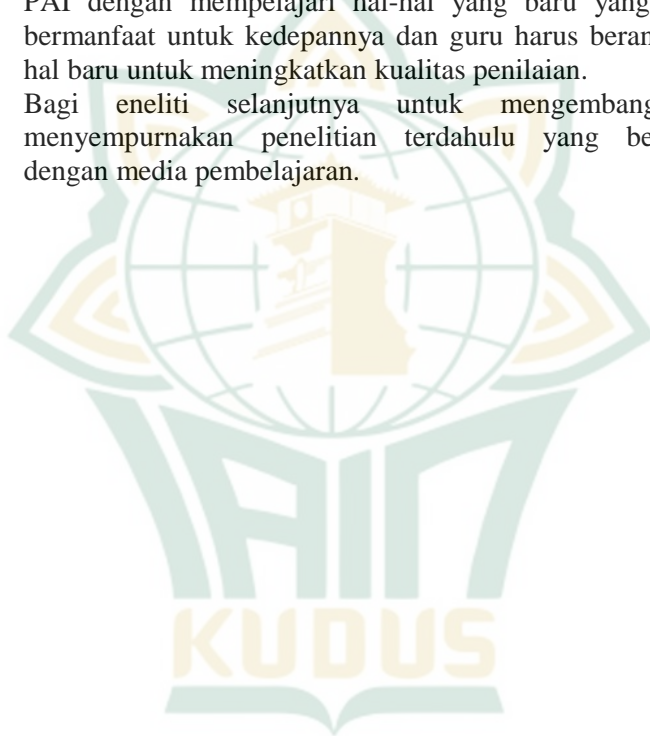 PAI dengan mempelajari hal-hal yang baru yang
bermanfaat untuk kedepannya dan guru harus beran
hal baru untuk meningkatkan kualitas penilaian.
Bagi eneliti selanjutnya untuk mengembang
menyempurnakan penelitian terdahulu yang be
dengan media pembelajaran.
IAIN
KUDUS